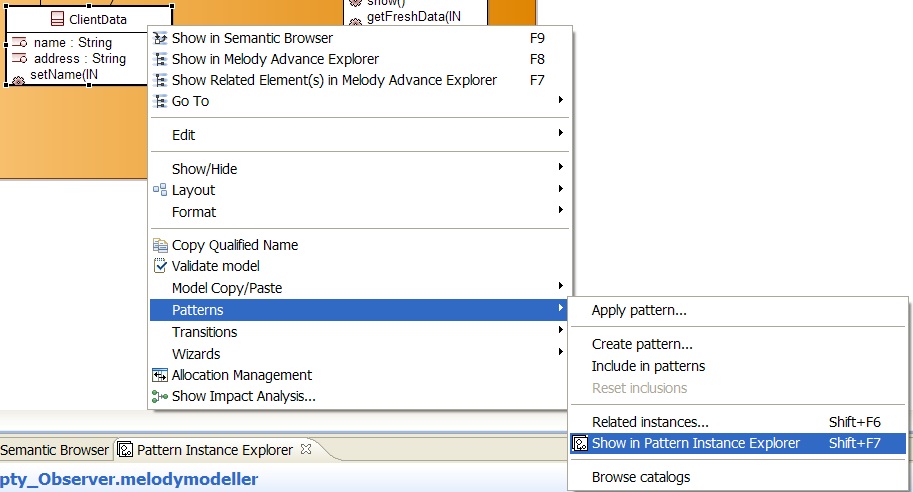 show()
ClientData
getFreshData(IN
name : String
address : String
setName(IN
Show in Semantic Browser F9
Show in Melody Advance Explorer F8
Show Related Element(s) in Melody Advance Explorer F7
Go To
Edit
Show/Hide
Layout
Format
Copy Qualified Name
Validate model
Model Copy/Paste
Patterns
Transitions
Wizards
Allocation Management
Show Impact Analysis...
Apply pattern...
Create pattern...
Include in patterns
Reset inclusions
Related instances... Shift+F6
Show in Pattern Instance Explorer Shift+F7
Browse catalogs
Semantic Browser Pattern Instance Explorer
pty_Observer.melodymodeller